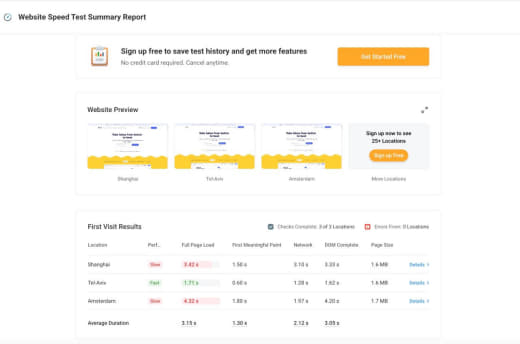 Website Speed Test Summary Report
Sign up free to save test history and get more features
No credit card required. Cancel anytime.
Get Started Free
Website Preview
Sign up now to see
25+ Locations
Sign up Free
Shanghai Tel-Aviv Amsterdam More Locations
First Visit Results Checks Complete: 3 of 3 Locations Errors From: 0 Locations
Location Perf... Full Page Load First Meaningful Paint Network DOM Complete Page Size
Shanghai Slow 3.42 s 1.50 s 3.10 s 3.33 s 1.6 MB Details
Tel-Aviv Fast 1.71 s 0.60 s 1.28 s 1.62 s 1.6 MB Details
Amsterdam Slow 4.32 s 1.80 s 1.97 s 4.20 s 1.7 MB Details
Average Duration 3.15 s 1.30 s 2.12 s 3.05 s